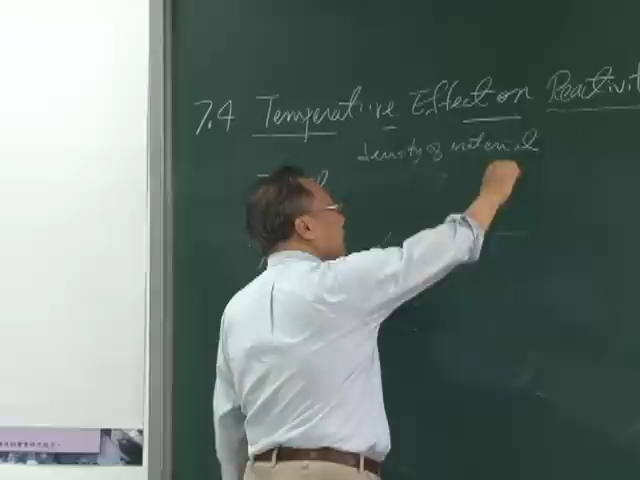 7.4 Temperature Effect on Reactivit
density of material